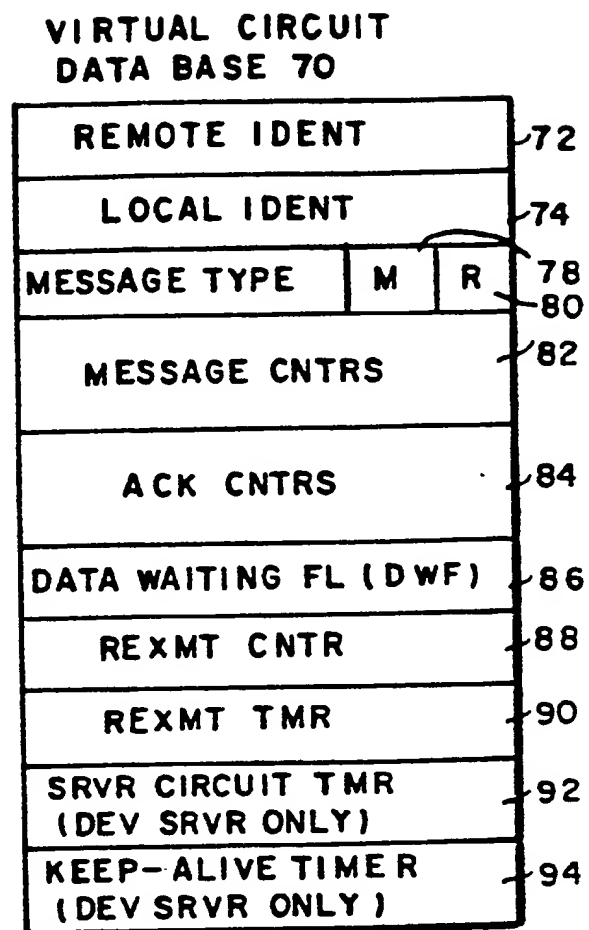 VIRTUAL CIRCUIT
DATA BASE 70
REMOTE IDENT 72
LOCAL IDENT 74
MESSAGE TYPE M R 78
80
MESSAGE CNTRS 82
ACK CNTRS 84
DATA WAITING FL (DWF) 86
REXMT CNTR 88
REXMT TMR 90
SRVR CIRCUIT TMR 92
(DEV SRVR ONLY)
KEEP-ALIVE TIMER 94
(DEV SRVR ONLY)